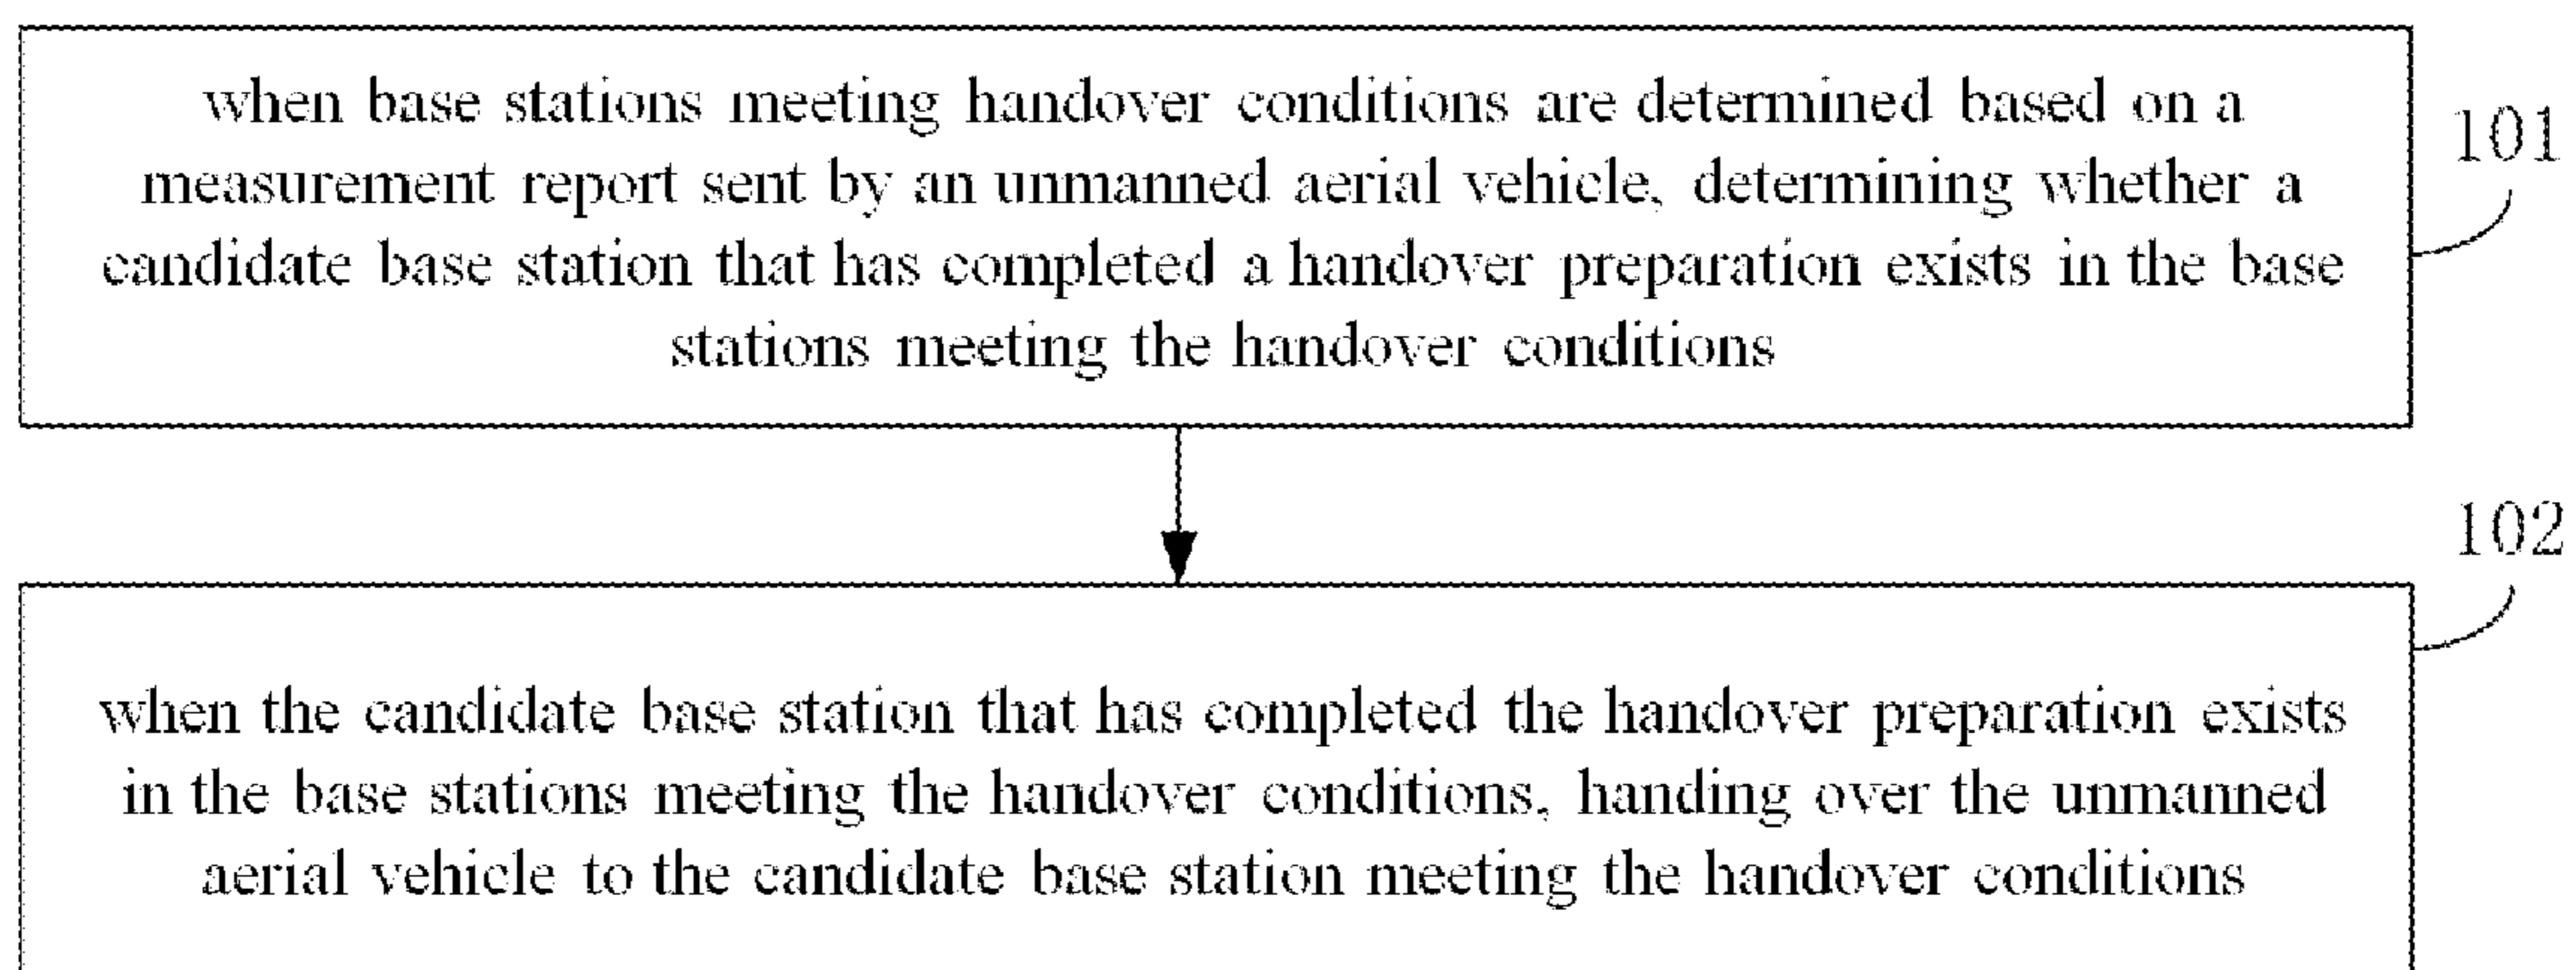 when base stations meeting handover conditions are determined based on a
measurement report sent by an unmanned aerial vehicle, determining whether a
candidate base station that has completed a handover preparation exists in the base
stations meeting the handover conditions
101
102
when the candidate base station that has completed the handover preparation exists
in the base stations meeting the handover conditions, handing over the unmanned
aerial vehicle to the candidate base station meeting the handover conditions